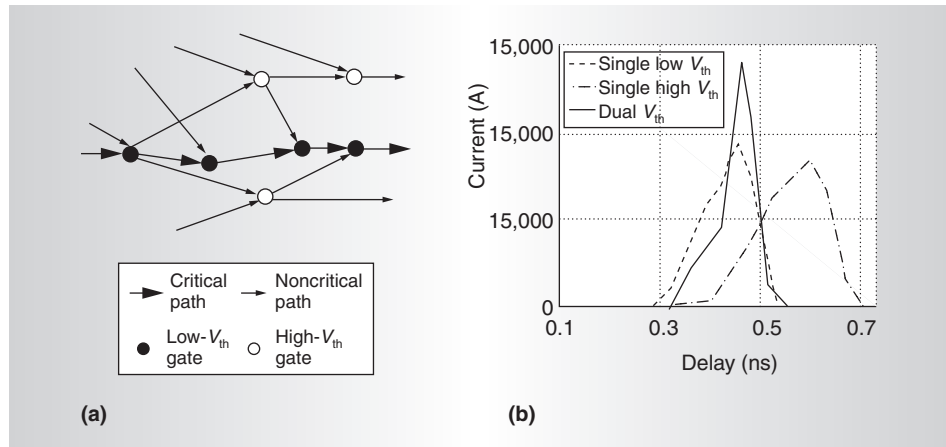 Critical path
Noncritical path
Low-Vth gate
High-Vth gate
(a)
15,000
15,000
15,000
0
Current (A)
Single low Vth
Single high Vth
Dual Vth
0.1
0.3
0.5
0.7
Delay (ns)
(b)